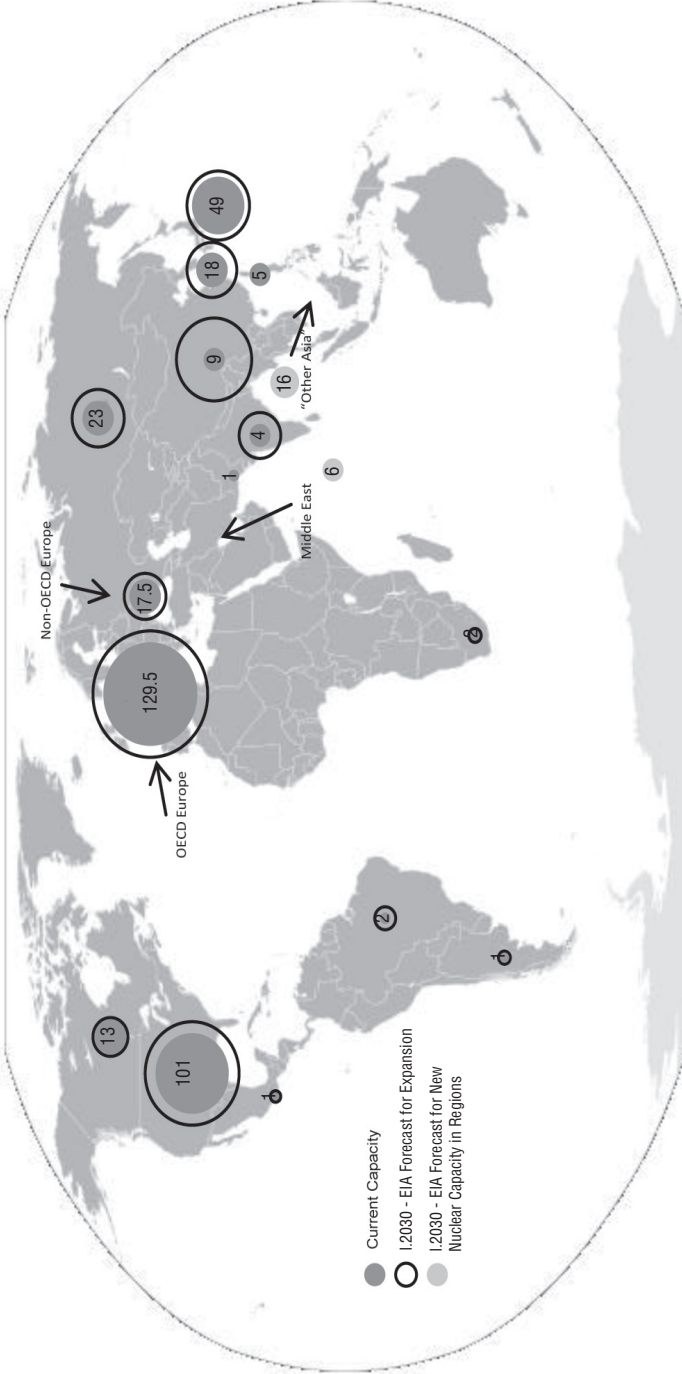 Non-OECD Europe
23
13
129.5
17.5
OECD Europe
101
18
49
9
1
4
5
16
"Other Asia"
Middle East
6
1
2
1
Current Capacity
I.2030 - EIA Forecast for Expansion
I.2030 - EIA Forecast for New
Nuclear Capacity in Regions